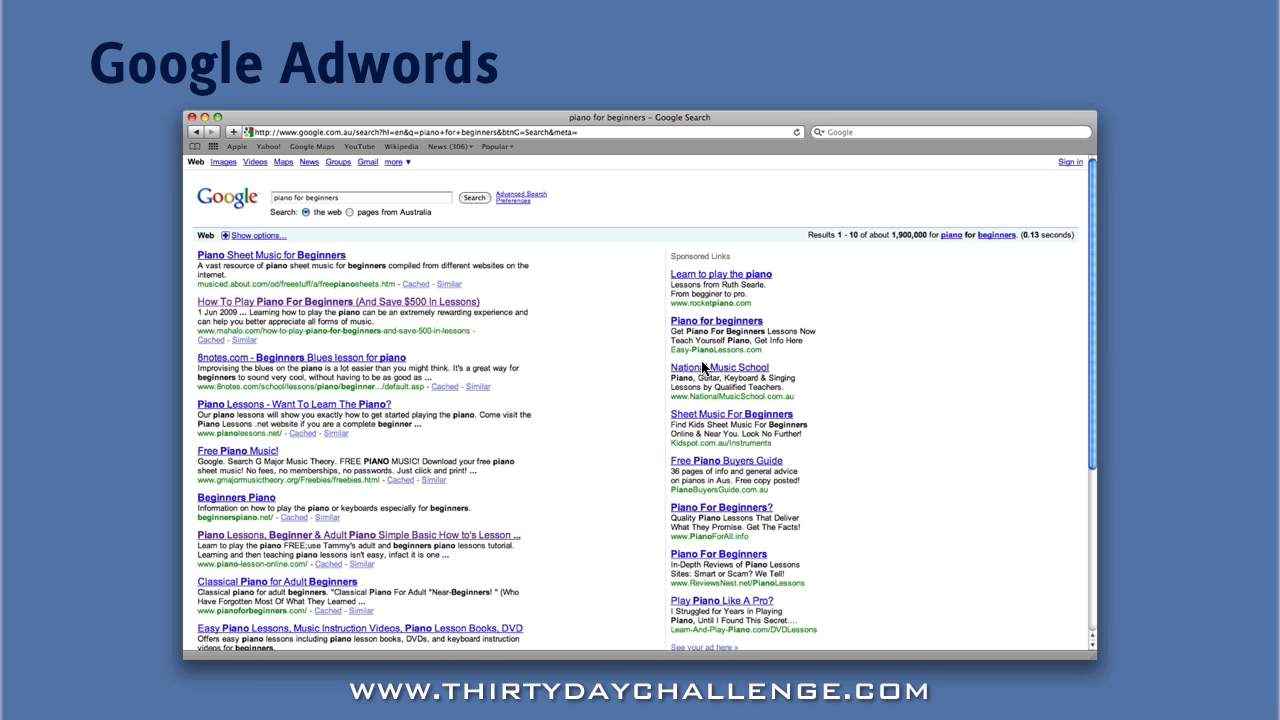 Google Adwords
piano for beginners – Google Search
http://www.google.com.au/search?hl=en&q=piano+for+beginners&btnG=Search&meta=
Google
Apple Yahoo! Google Maps YouTube Wikipedia News (306) Popular
Web Images Videos Maps News Groups Gmail more ▼
Sign in
Google
piano for beginners
Search
Advanced Search
Preferences
Search: the web pages from Australia
Web Show options...
Results 1 - 10 of about 1,900,000 for piano for beginners. (0.13 seconds)
Piano Sheet Music for Beginners
A vast resource of piano sheet music for beginners compiled from different websites on the
internet.
musiced.about.com/od/freestuff/a/freepianosheets.htm - Cached - Similar
How To Play Piano For Beginners (And Save $500 In Lessons)
1 Jun 2009 ... Learning how to play the piano can be an extremely rewarding experience and
can help you better appreciate all forms of music.
www.mahalo.com/how-to-play-piano-for-beginners-and-save-500-in-lessons -
Cached - Similar
8notes.com - Beginners Blues lesson for piano
Improvising the blues on the piano is a lot easier than you might think. It's a great way for
beginners to sound very cool, without having to be as good as ...
www.8notes.com/school/lessons/piano/beginner.../default.asp - Cached - Similar
Piano Lessons - Want To Learn The Piano?
Our piano lessons will show you exactly how to get started playing the piano. Come visit the
Piano Lessons .net website if you are a complete beginner ...
www.pianolessons.net/ - Cached - Similar
Free Piano Music!
Google. Search G Major Music Theory. FREE PIANO MUSIC! Download your free piano
sheet music! No fees, no memberships, no passwords. Just click and print! ...
www.gmajormusictheory.org/Freebies/freebies.html - Cached - Similar
Beginners Piano
Information on how to play the piano or keyboards especially for beginners.
beginnerspiano.net/ - Cached - Similar
Piano Lessons, Beginner & Adult Piano Simple Basic How to's Lesson ...
Learn to play the piano FREE;use Tammy's adult and beginners piano lessons tutorial.
Learning and then teaching piano lessons isn't easy, infact it is one ...
www.piano-lesson-online.com/ - Cached - Similar
Classical Piano for Adult Beginners
Classical piano for adult beginners. "Classical Piano For Adult "Near-Beginners! " (Who
Have Forgotten Most Of What They Learned ...
www.pianoforbeginners.com/ - Cached - Similar
Easy Piano Lessons, Music Instruction Videos, Piano Lesson Books, DVD
Offers easy piano lessons including piano lesson books, DVDs, and keyboard instruction
videos for beginners.
Sponsored Links
Learn to play the piano
Lessons from Ruth Searle.
From begginer to pro.
www.rocketpiano.com
Piano for beginners
Get Piano For Beginners Lessons Now
Teach Yourself Piano, Get Info Here
Easy-PianoLessons.com
National Music School
Piano, Guitar, Keyboard & Singing
Lessons by Qualified Teachers.
www.NationalMusicSchool.com.au
Sheet Music For Beginners
Find Kids Sheet Music For Beginners
Online & Near You. Look No Further!
Kidspot.com.au/Instruments
Free Piano Buyers Guide
36 pages of info and general advice
on pianos in Aus. Free copy posted!
PianoBuyersGuide.com.au
Piano For Beginners?
Quality Piano Lessons That Deliver
What They Promise. Get The Facts!
www.PianoForAll.info
Piano For Beginners
In-Depth Reviews of Piano Lessons
Sites: Smart or Scam? We Tell!
www.ReviewsNest.net/PianoLessons
Play Piano Like A Pro?
I Struggled for Years in Playing
Piano, Until I Found This Secret....
Learn-And-Play-Piano.com/DVDLessons
See your ad here »
WWW.THIRTYDAYCHALLENGE.COM